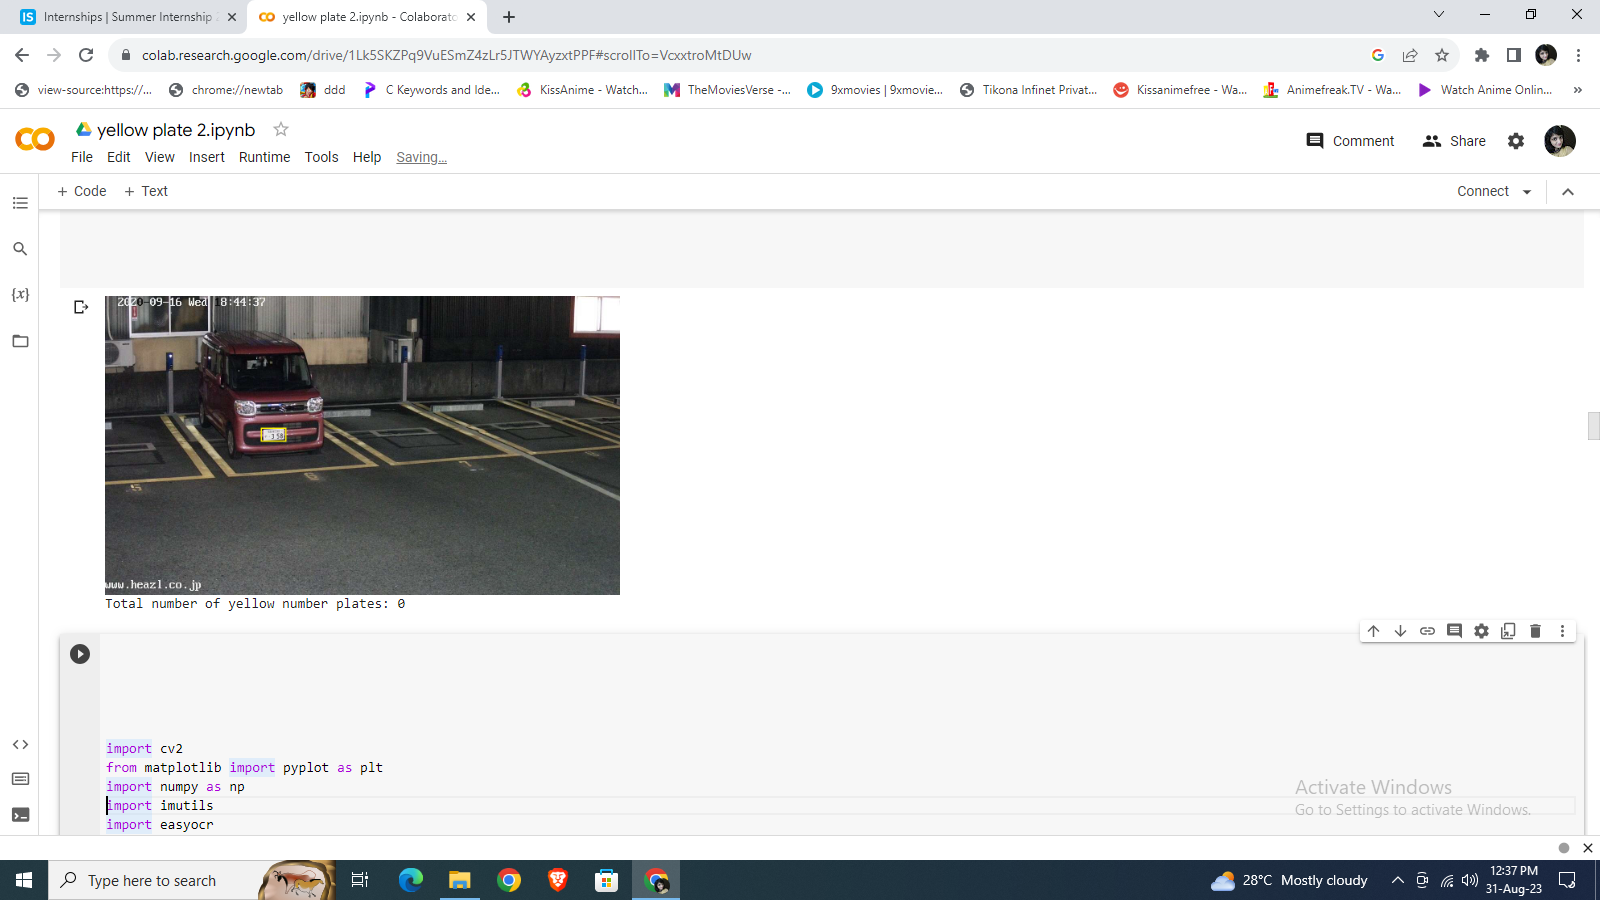 Internships | Summer Internship
yellow plate 2.ipynb - Colaborato
colab.research.google.com/drive/1Lk5SKZPq9VuESmZ4zLr5JTWYAyzxtPPF#scrollTo=VcxxtroMtDUw
view-source:https://... chrome://newtab ddd C Keywords and Ide... KissAnime - Watch... TheMoviesVerse -... 9xmovies | 9xmovie... Tikona Infinet Privat... Kissanimefree - Wa... Animefreak.TV - Wa... Watch Anime Onlin... »
yellow plate 2.ipynb
File Edit View Insert Runtime Tools Help Saving...
Comment Share
+ Code + Text
Connect
{x}
2020-09-16 Wed 8:44:37
358
www.heazl.co.jp
Total number of yellow number plates: 0
import cv2
from matplotlib import pyplot as plt
import numpy as np
import imutils
import easyocr
Activate Windows
Go to Settings to activate Windows.
Type here to search
28°C Mostly cloudy
12:37 PM
31-Aug-23